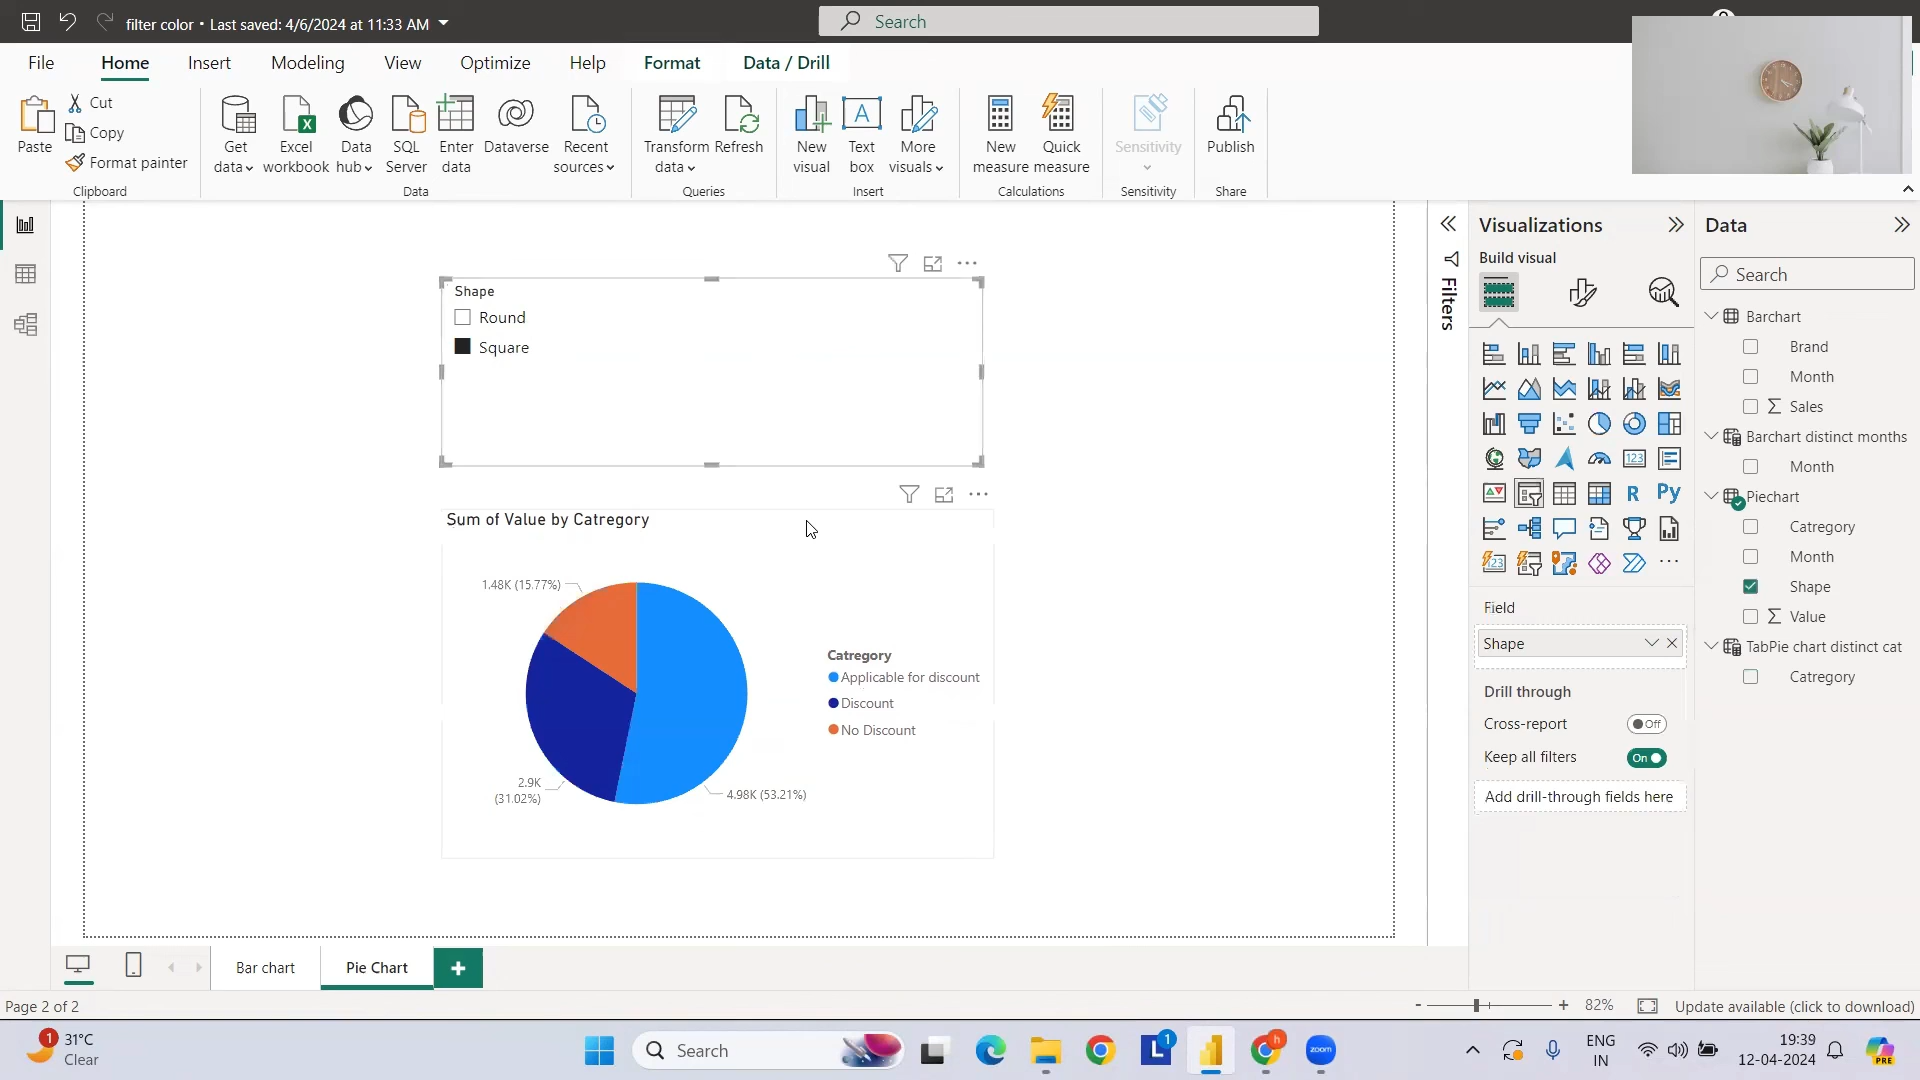 filter color • Last saved: 4/6/2024 at 11:33 AM
Search
File Home Insert Modeling View Optimize Help Format Data / Drill
Paste
Cut
Copy
Format painter
Clipboard
Get data
Excel workbook
Data hub
SQL Server
Enter data
Dataverse
Recent sources
Data
Transform data
Refresh
Queries
New visual
Text box
More visuals
Insert
New measure
Quick measure
Calculations
Sensitivity
Sensitivity
Publish
Share
Shape
Round
Square
Sum of Value by Catregory
1.48K (15.77%)
2.9K
(31.02%)
4.98K (53.21%)
Catregory
Applicable for discount
Discount
No Discount
Filters
Visualizations
Build visual
123
R
Py
123
Field
Shape
Drill through
Cross-report
Off
Keep all filters
On
Add drill-through fields here
Data
Search
Barchart
Brand
Month
Sales
Barchart distinct months
Month
Piechart
Catregory
Month
Shape
Value
TabPie chart distinct cat
Catregory
Bar chart
Pie Chart
Page 2 of 2
82%
Update available (click to download)
1
31°C
Clear
Search
1
h
zoom
ENG
IN
19:39
12-04-2024
PRE